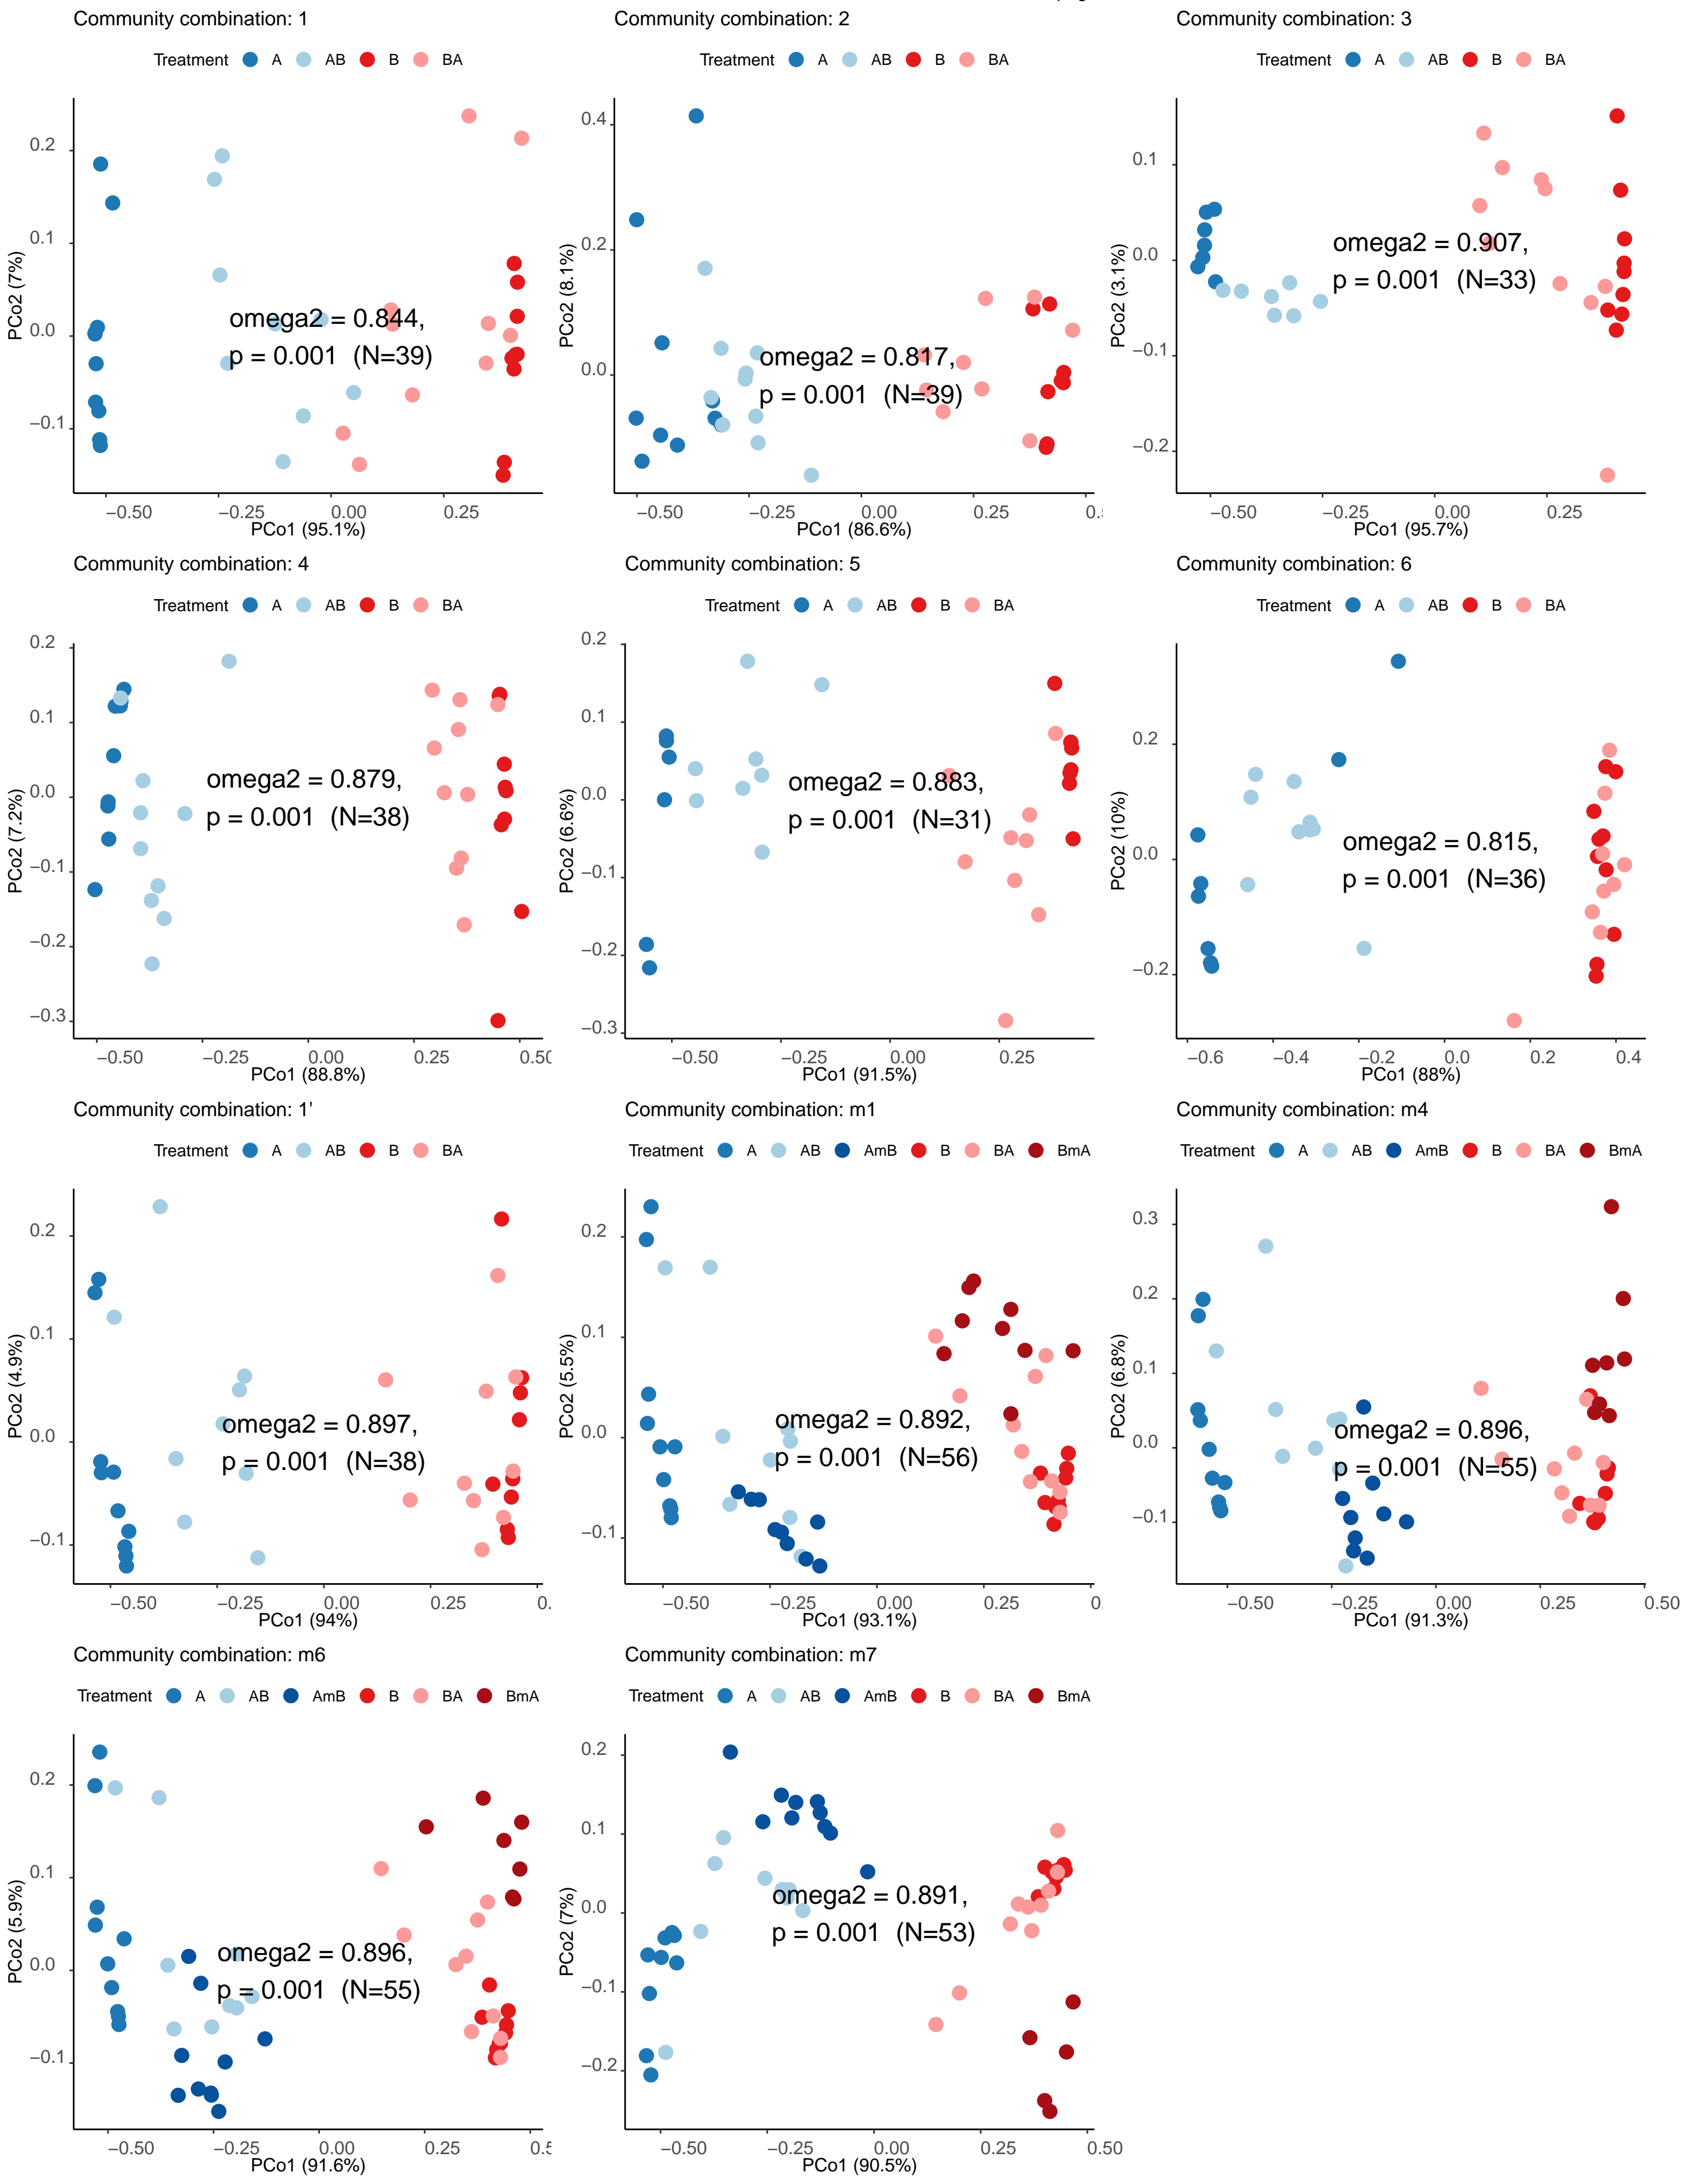 Community combination: 1
Treatment A AB B BA
0.2
0.1
0.0
−0.1
PCo2 (7%)
omega2 = 0.844,
p = 0.001 (N=39)
−0.50 −0.25 0.00 0.25
PCo1 (95.1%)
Community combination: 2
Treatment A AB B BA
0.4
0.2
0.0
PCo2 (8.1%)
omega2 = 0.817,
p = 0.001 (N=39)
−0.50 −0.25 0.00 0.25
PCo1 (86.6%)
Community combination: 3
Treatment A AB B BA
0.1
0.0
−0.1
−0.2
PCo2 (3.1%)
omega2 = 0.907,
p = 0.001 (N=33)
−0.50 −0.25 0.00 0.25
PCo1 (95.7%)
Community combination: 4
Treatment A AB B BA
0.2
0.1
0.0
−0.1
−0.2
−0.3
PCo2 (7.2%)
omega2 = 0.879,
p = 0.001 (N=38)
−0.50 −0.25 0.00 0.25 0.50
PCo1 (88.8%)
Community combination: 5
Treatment A AB B BA
0.2
0.1
0.0
−0.1
−0.2
−0.3
PCo2 (6.6%)
omega2 = 0.883,
p = 0.001 (N=31)
−0.50 −0.25 0.00 0.25
PCo1 (91.5%)
Community combination: 6
Treatment A AB B BA
0.2
0.0
−0.2
PCo2 (10%)
omega2 = 0.815,
p = 0.001 (N=36)
−0.6 −0.4 −0.2 0.0 0.2 0.4
PCo1 (88%)
Community combination: 1'
Treatment A AB B BA
0.2
0.1
0.0
−0.1
PCo2 (4.9%)
omega2 = 0.897,
p = 0.001 (N=38)
−0.50 −0.25 0.00 0.25
PCo1 (94%)
Community combination: m1
Treatment A AB AmB B BA BmA
0.2
0.1
0.0
−0.1
PCo2 (5.5%)
omega2 = 0.892,
p = 0.001 (N=56)
−0.50 −0.25 0.00 0.25
PCo1 (93.1%)
Community combination: m4
Treatment A AB AmB B BA BmA
0.3
0.2
0.1
0.0
−0.1
PCo2 (6.8%)
omega2 = 0.896,
p = 0.001 (N=55)
−0.50 −0.25 0.00 0.25 0.50
PCo1 (91.3%)
Community combination: m6
Treatment A AB AmB B BA BmA
0.2
0.1
0.0
−0.1
PCo2 (5.9%)
omega2 = 0.896,
p = 0.001 (N=55)
−0.50 −0.25 0.00 0.25
PCo1 (91.6%)
Community combination: m7
Treatment A AB AmB B BA BmA
0.2
0.1
0.0
−0.1
−0.2
PCo2 (7%)
omega2 = 0.891,
p = 0.001 (N=53)
−0.50 −0.25 0.00 0.25 0.50
PCo1 (90.5%)